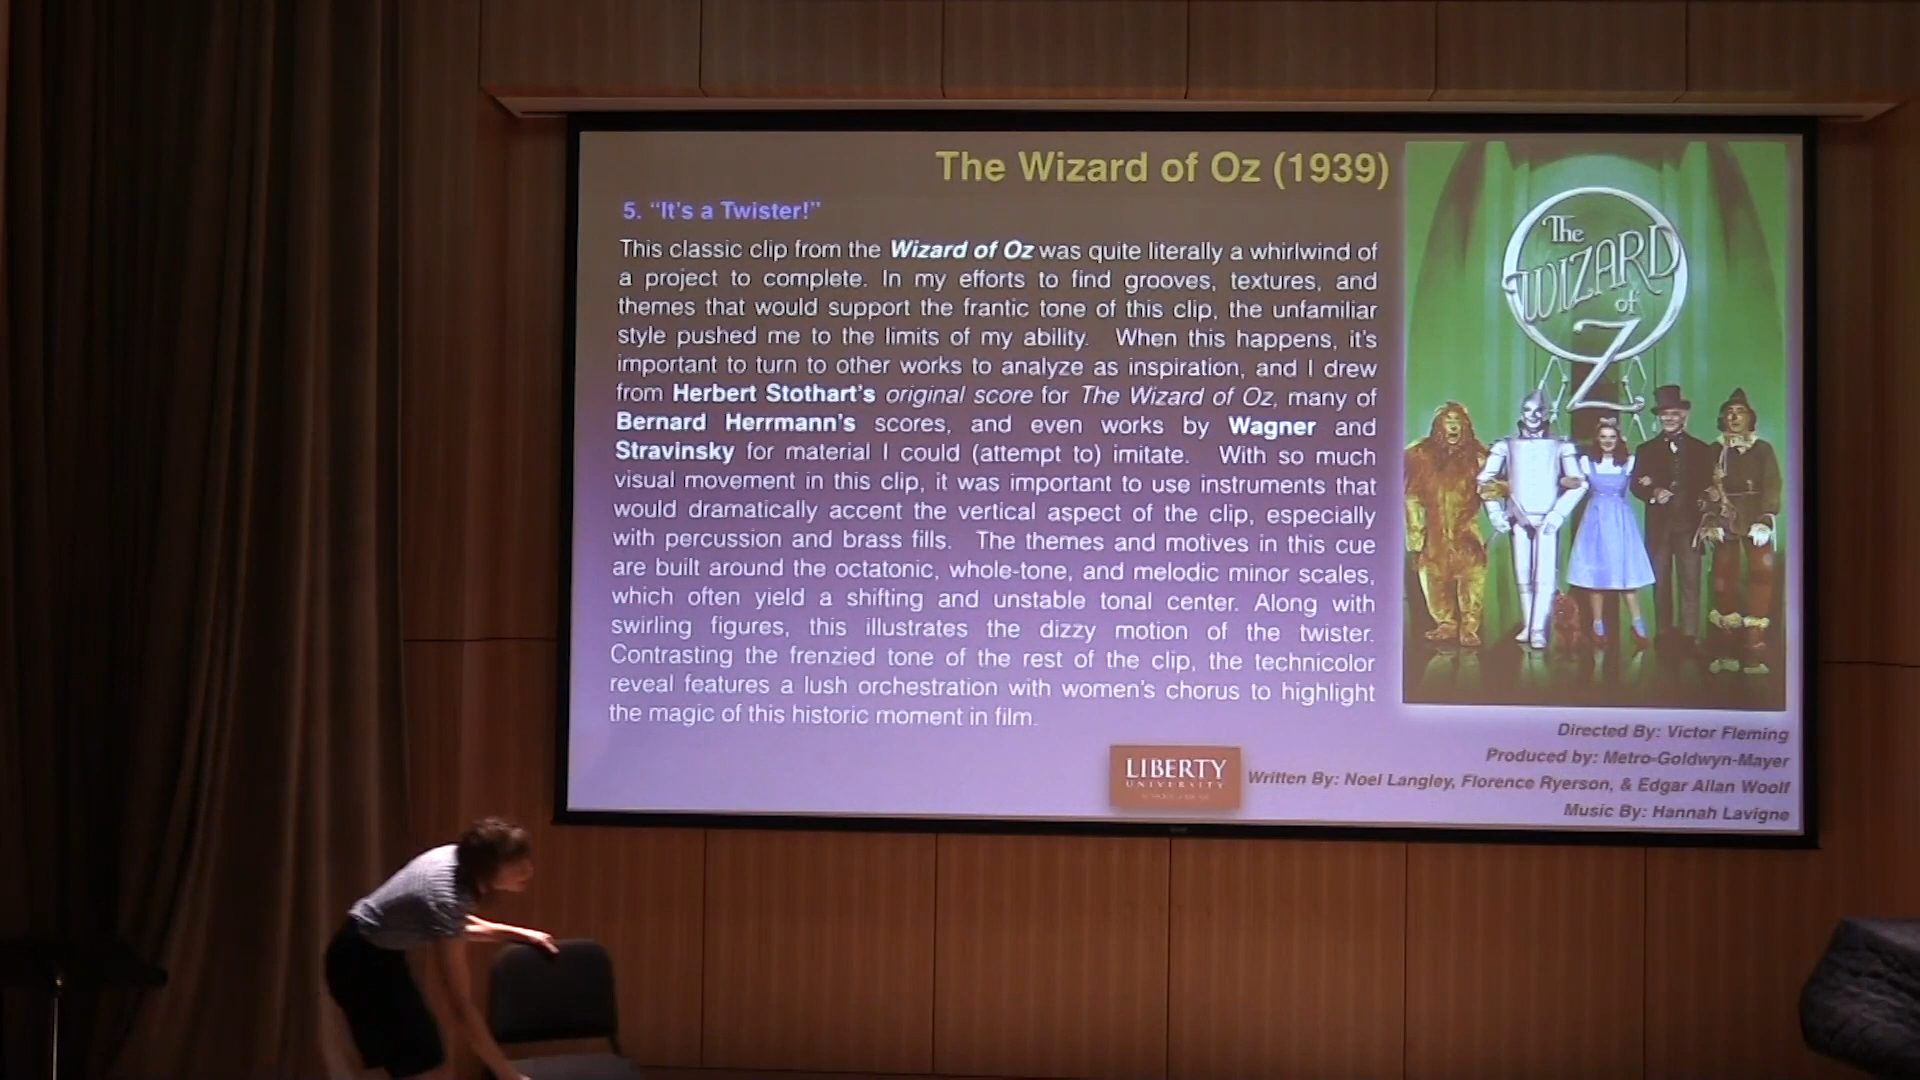 The Wizard of Oz (1939)
5. “It’s a Twister!”
This classic clip from the Wizard of Oz was quite literally a whirlwind of
a project to complete. In my efforts to find grooves, textures, and
themes that would support the frantic tone of this clip, the unfamiliar
style pushed me to the limits of my ability. When this happens, it’s
important to turn to other works to analyze as inspiration, and I drew
from Herbert Stothart’s original score for The Wizard of Oz, many of
Bernard Herrmann’s scores, and even works by Wagner and
Stravinsky for material I could (attempt to) imitate. With so much
visual movement in this clip, it was important to use instruments that
would dramatically accent the vertical aspect of the clip, especially
with percussion and brass fills. The themes and motives in this cue
are built around the octatonic, whole-tone, and melodic minor scales,
which often yield a shifting and unstable tonal center. Along with
swirling figures, this illustrates the dizzy motion of the twister.
Contrasting the frenzied tone of the rest of the clip, the technicolor
reveal features a lush orchestration with women’s chorus to highlight
the magic of this historic moment in film.
The
WIZARD
of
OZ
Directed By: Victor Fleming
Produced by: Metro-Goldwyn-Mayer
Written By: Noel Langley, Florence Ryerson, & Edgar Allan Woolf
Music By: Hannah Lavigne
LIBERTY
UNIVERSITY